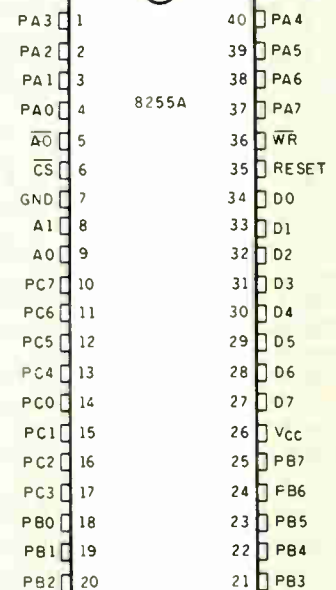 PA3 1 40 PA4
PA2 2 39 PA5
PA1 3 38 PA6
PA0 4 8255A 37 PA7
A̅0̅ 5 36 W̅R̅
C̅S̅ 6 35 RESET
GND 7 34 D0
A1 8 33 D1
A0 9 32 D2
PC7 10 31 D3
PC6 11 30 D4
PC5 12 29 D5
PC4 13 28 D6
PC0 14 27 D7
PC1 15 26 VCC
PC2 16 25 PB7
PC3 17 24 PB6
PB0 18 23 PB5
PB1 19 22 PB4
PB2 20 21 PB3